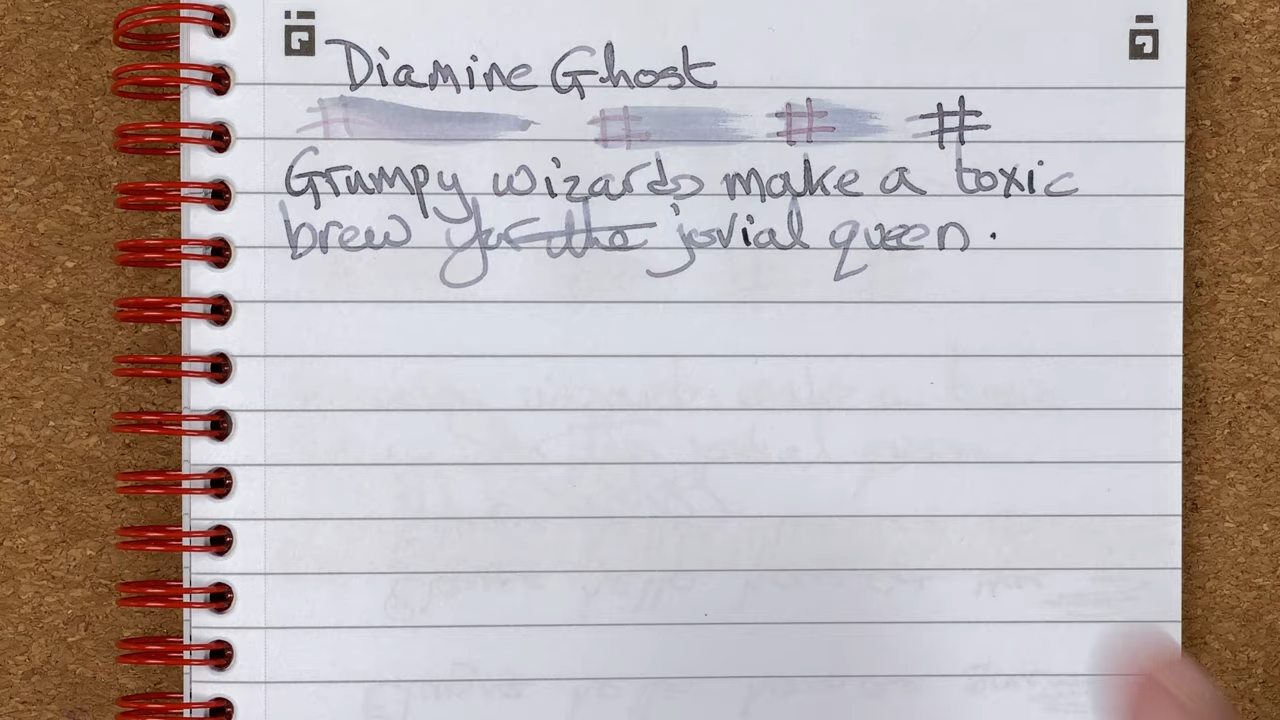 Diamine Ghost
# # # #
Grumpy wizards make a toxic
brew for the jovial queen.